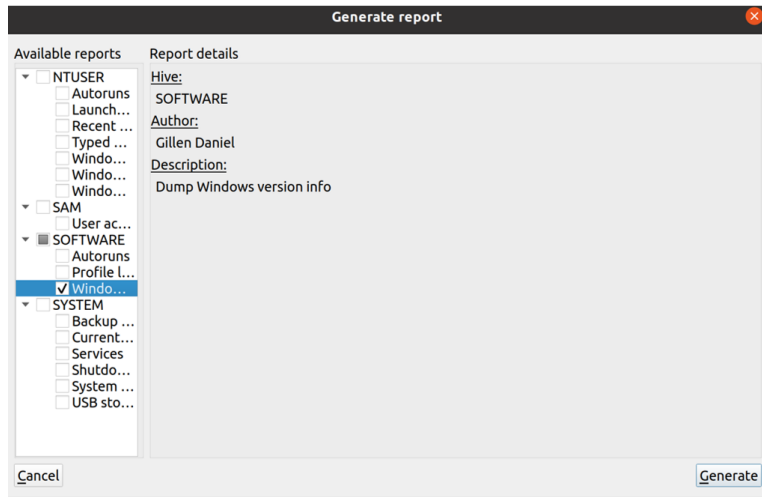 Generate report
Available reports
Report details
NTUSER
Autoruns
Launch...
Recent ...
Typed ...
Windo...
Windo...
Windo...
SAM
User ac...
SOFTWARE
Autoruns
Profile l...
Windo...
SYSTEM
Backup ...
Current...
Services
Shutdo...
System ...
USB sto...
Hive:
SOFTWARE
Author:
Gillen Daniel
Description:
Dump Windows version info
Cancel
Generate